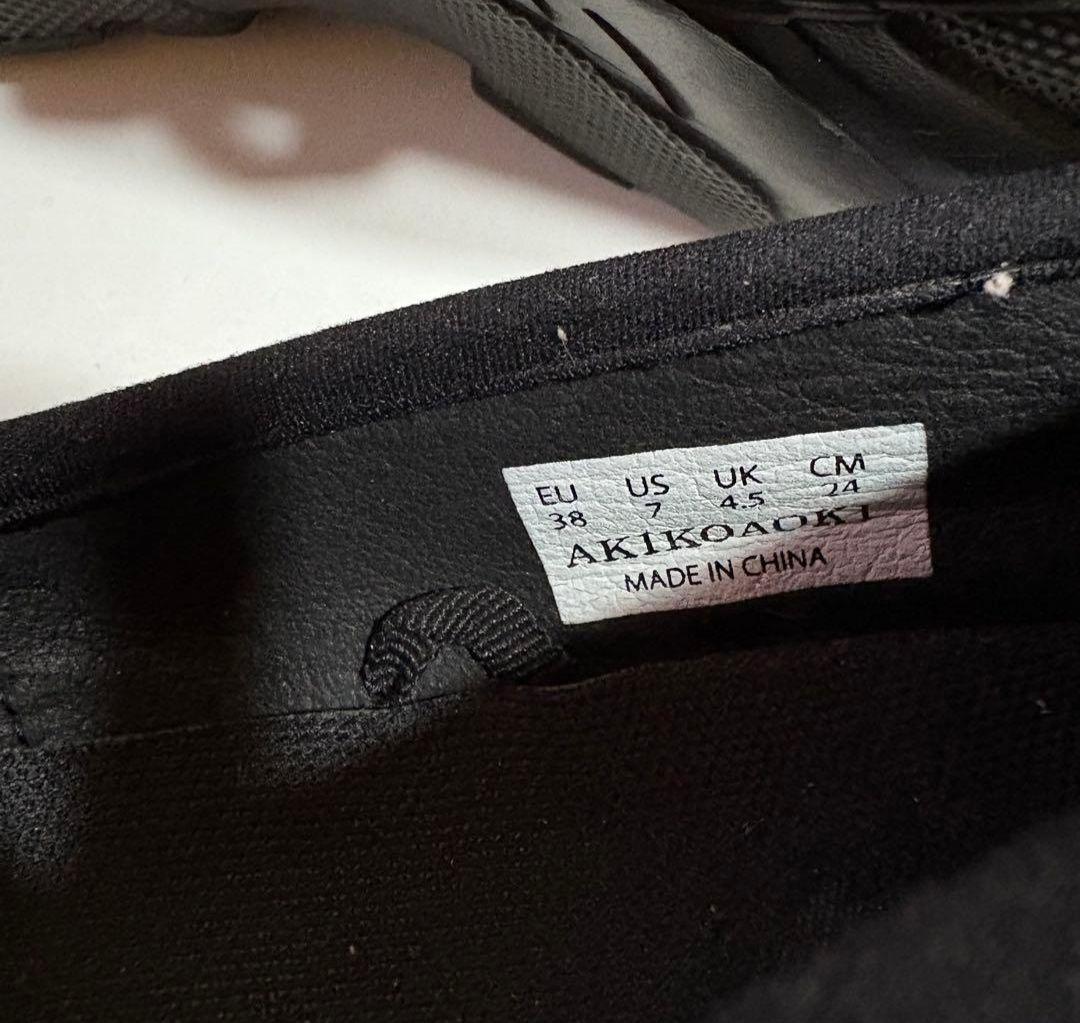 EU US UK CM
38 7 4.5 24
AKIKOAOKI
MADE IN CHINA